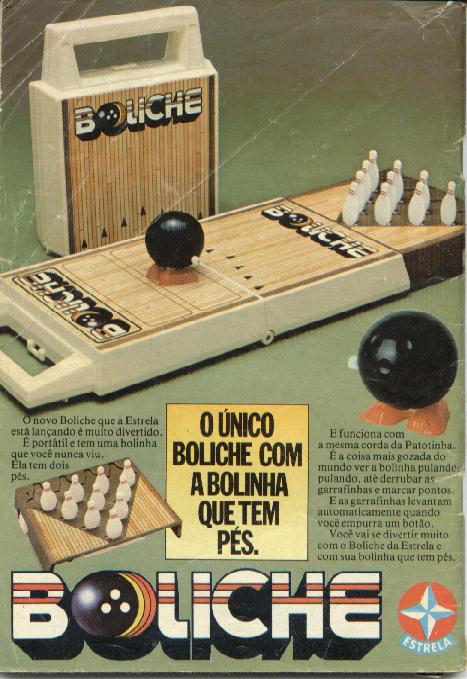 BOLICHE
BOLICHE
BOLICHE
O novo Boliche que a Estrela
está lançando é muito divertido.
É portátil e tem uma bolinha
que você nunca viu.
Ela tem dois
pés.
O ÚNICO
BOLICHE COM
A BOLINHA
QUE TEM
PÉS.
E funciona com
a mesma corda da Patotinha.
É a coisa mais gozada do
mundo ver a bolinha pulando,
pulando, até derrubar as
garrafinhas e marcar pontos.
E as garrafinhas levantam
automaticamente quando
você empurra um botão.
Você vai se divertir muito
com o Boliche da Estrela e
com sua bolinha que tem pés.
BOLICHE
ESTRELA